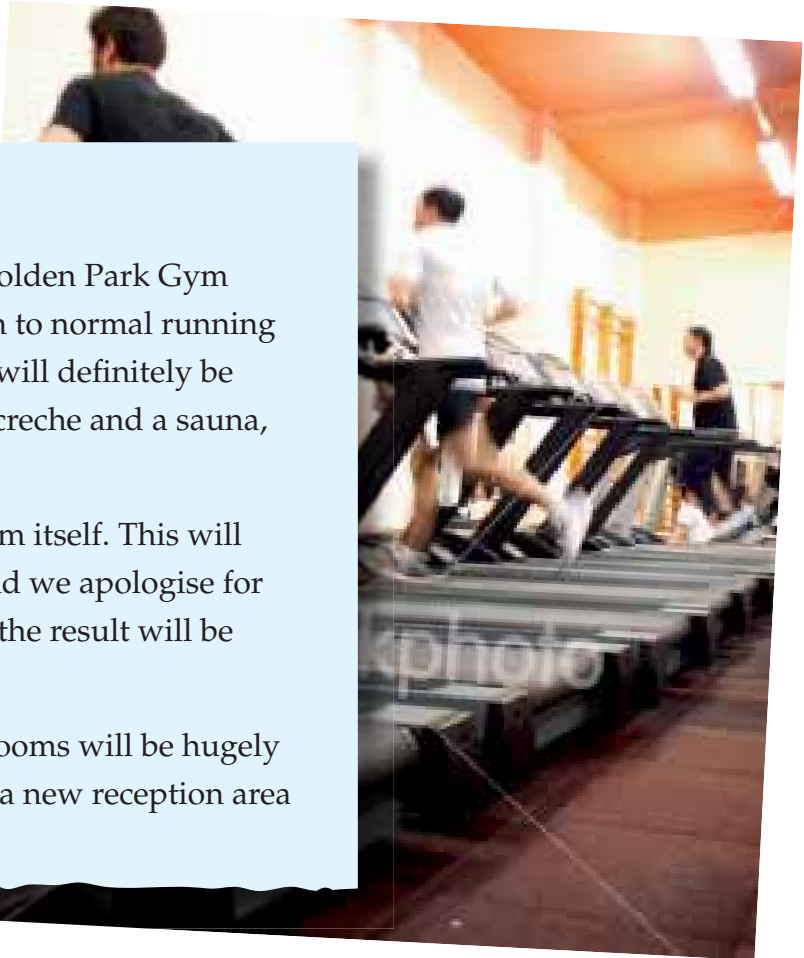 olden Park Gym
n to normal running
will definitely be
creche and a sauna,
m itself. This will
d we apologise for
the result will be
ooms will be hugely
a new reception area
kphoto